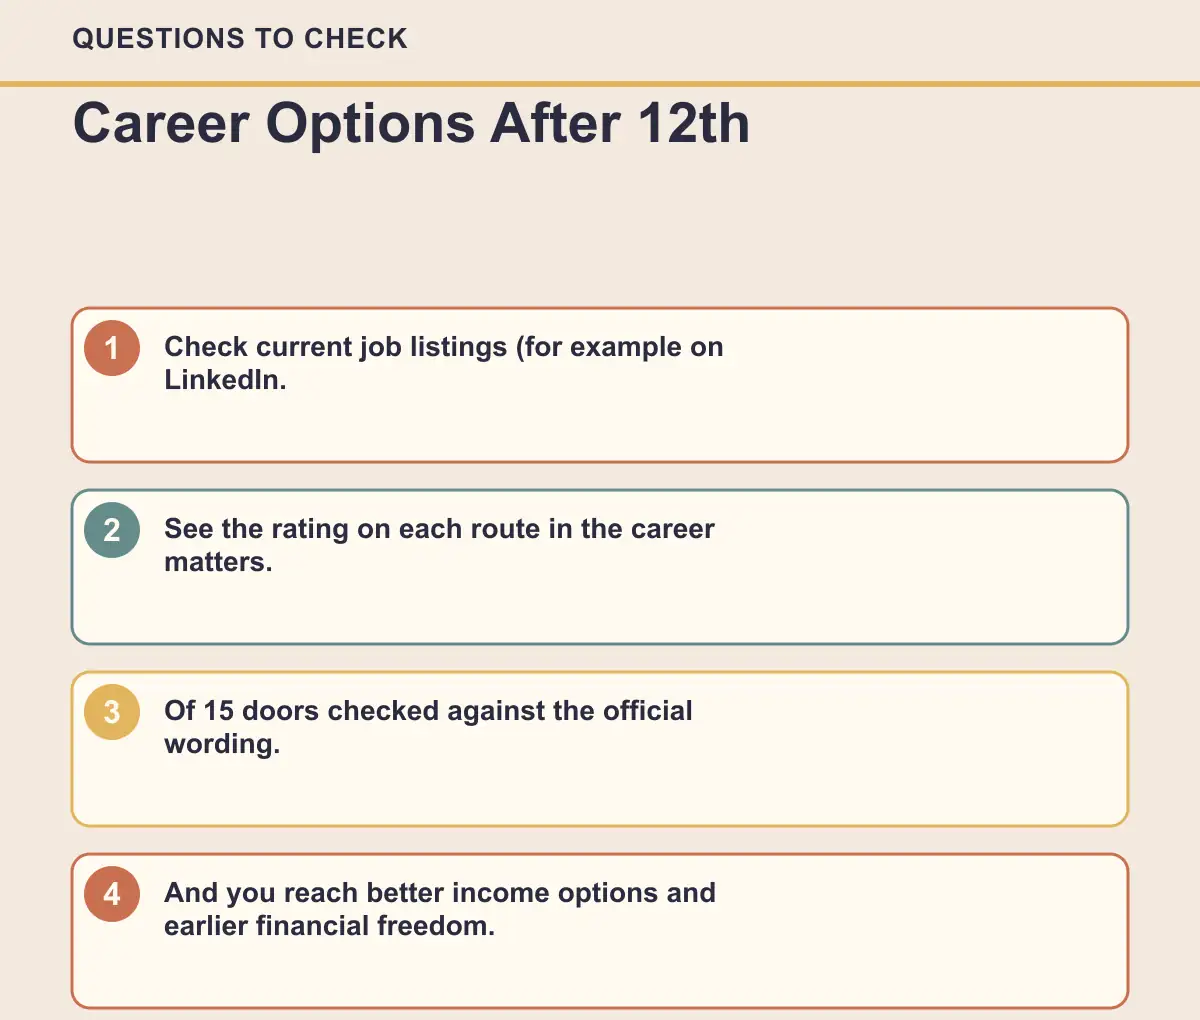 QUESTIONS TO CHECK
Career Options After 12th
1
Check current job listings (for example on
LinkedIn.
2
See the rating on each route in the career
matters.
3
Of 15 doors checked against the official
wording.
4
And you reach better income options and
earlier financial freedom.